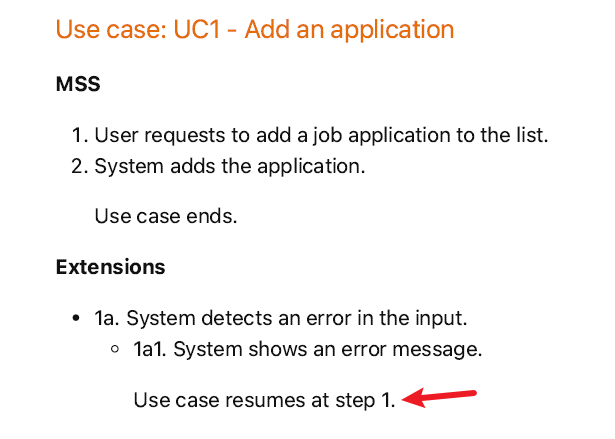 Use case: UC1 - Add an application
MSS
1. User requests to add a job application to the list.
2. System adds the application.
Use case ends.
Extensions
• 1a. System detects an error in the input.
◦ 1a1. System shows an error message.
Use case resumes at step 1.